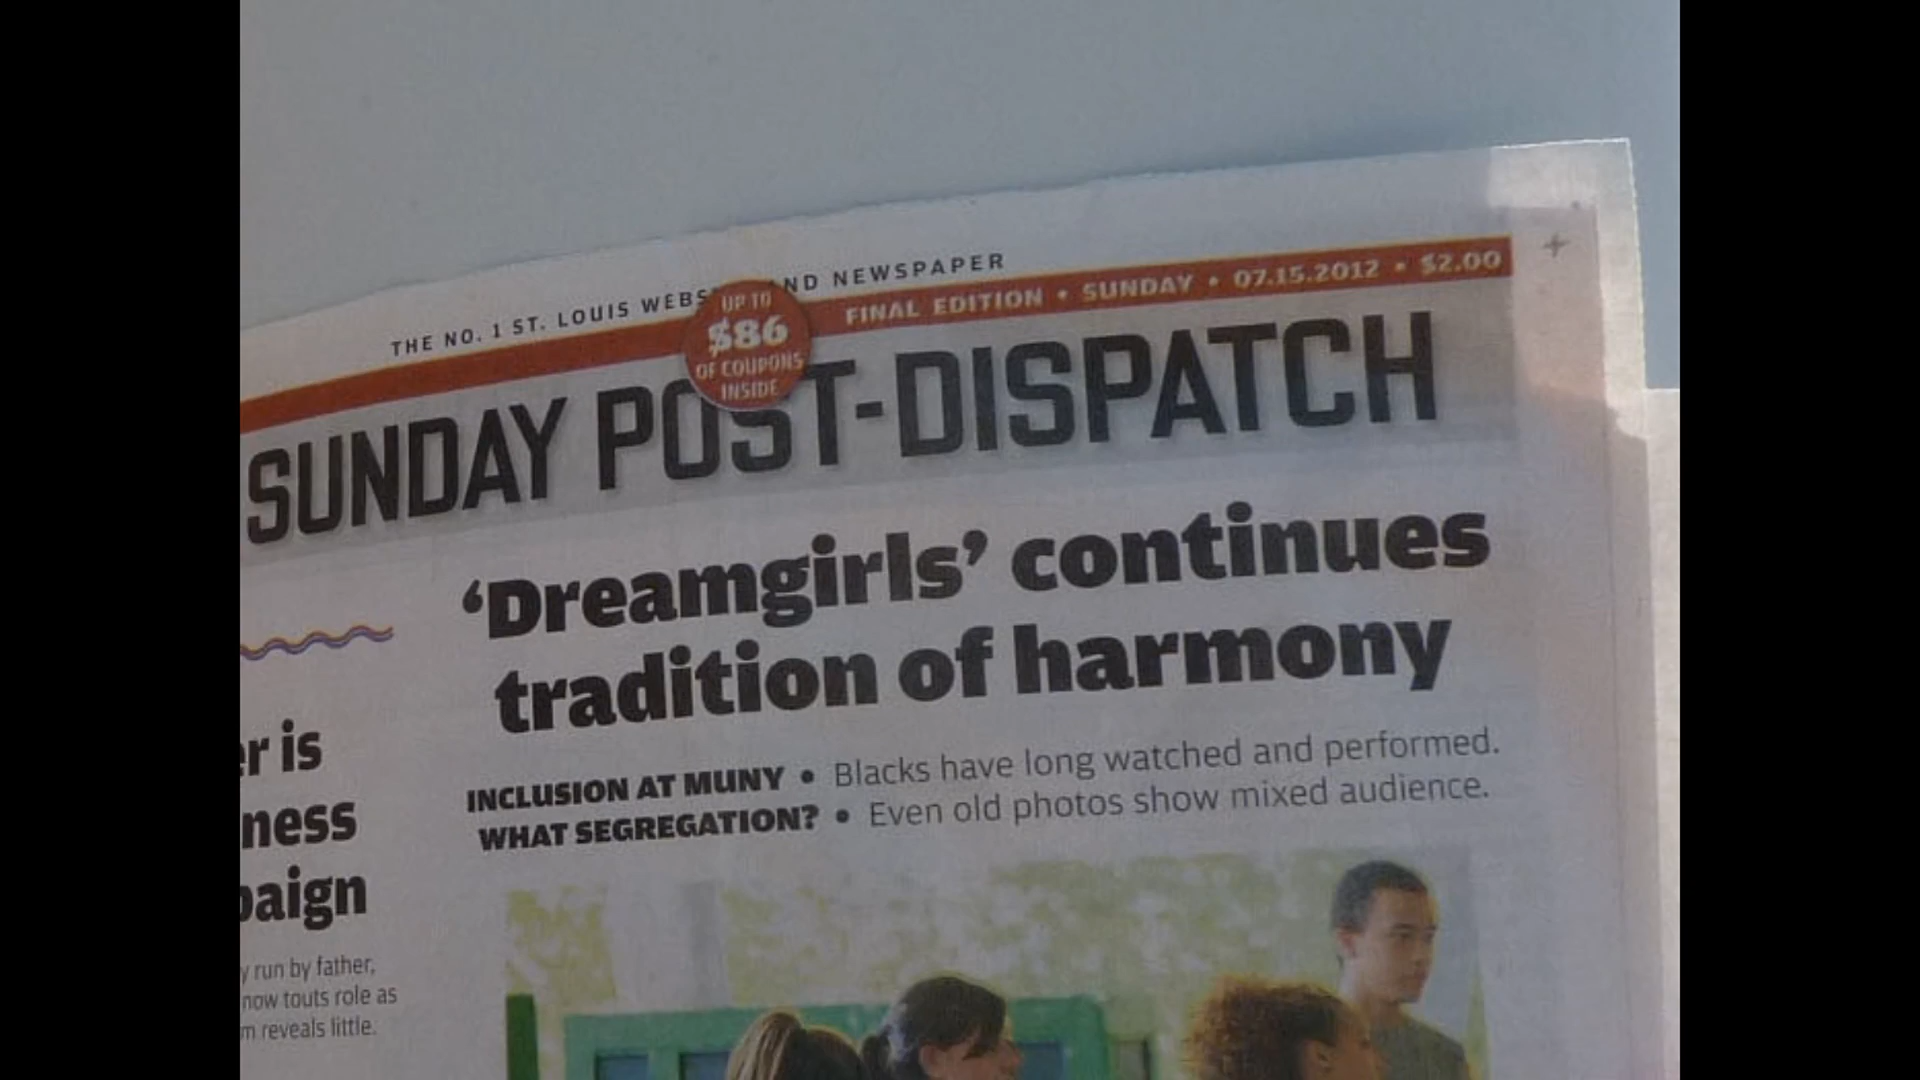 THE NO. 1 ST. LOUIS WEBS ND NEWSPAPER
UP TO
$86
OF COUPONS
INSIDE
FINAL EDITION • SUNDAY • 07.15.2012 • $2.00
SUNDAY POST-DISPATCH
‘Dreamgirls’ continues
tradition of harmony
INCLUSION AT MUNY • Blacks have long watched and performed.
WHAT SEGREGATION? • Even old photos show mixed audience.
er is
ness
paign
y run by father,
now touts role as
m reveals little.